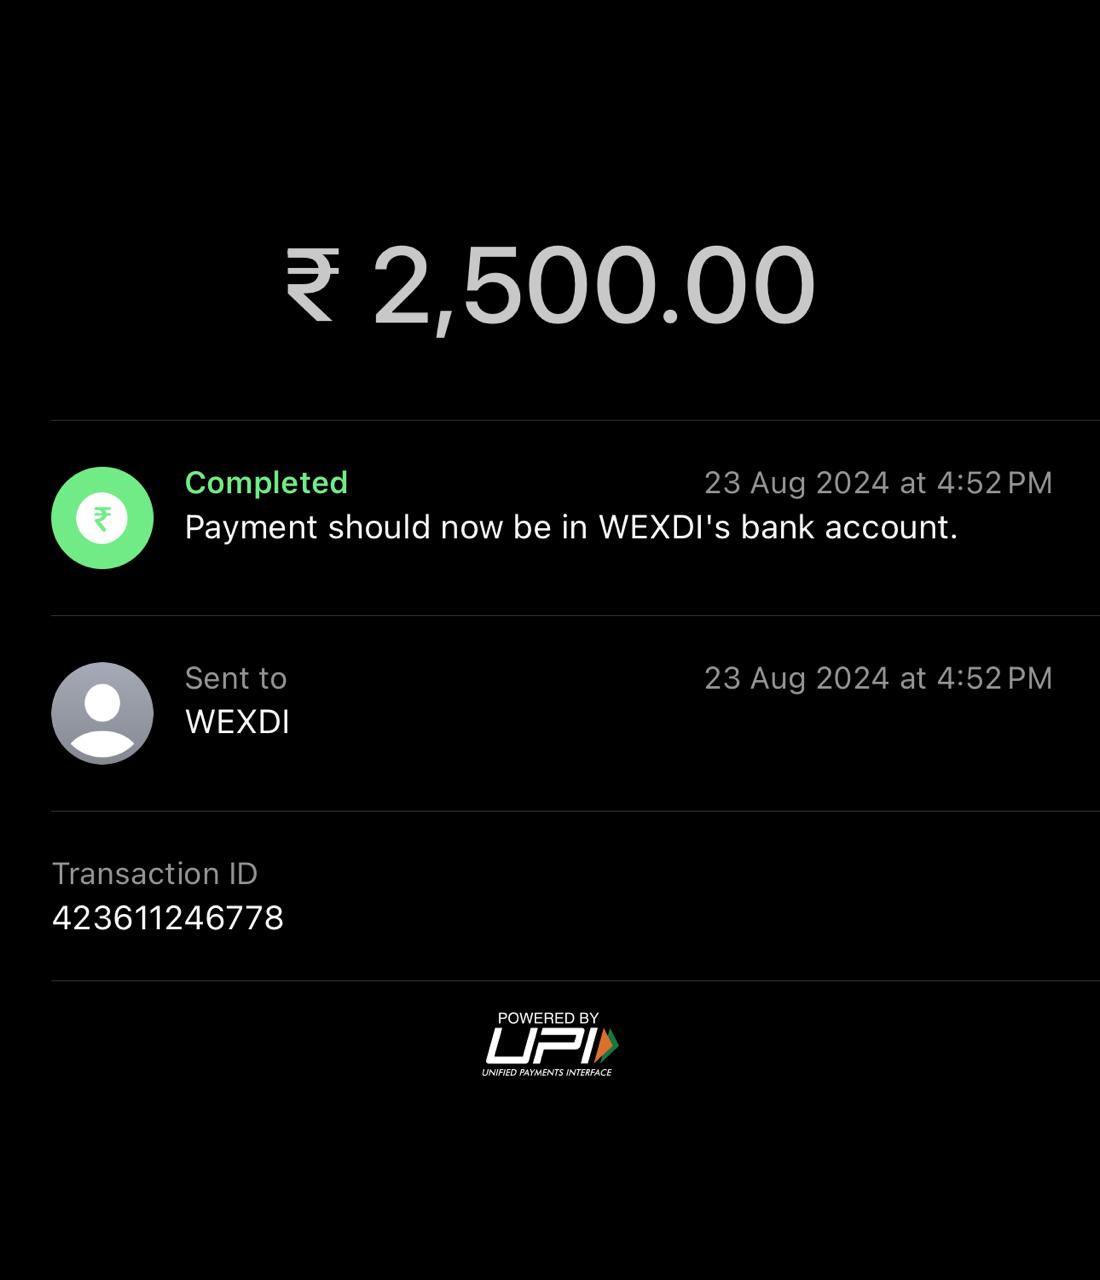 ₹ 2,500.00
Completed
23 Aug 2024 at 4:52 PM
Payment should now be in WEXDI's bank account.
Sent to
23 Aug 2024 at 4:52 PM
WEXDI
Transaction ID
423611246778
POWERED BY
UPI
UNIFIED PAYMENTS INTERFACE